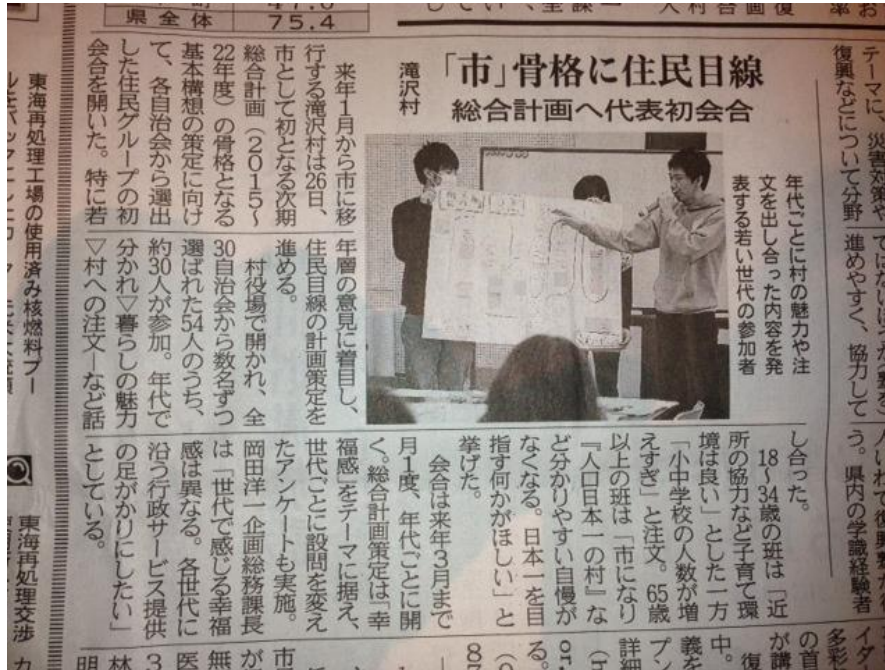 県全体 75.4
テーマに、災害対策や
復興などについて分野
進めやすく、協力して
う。県内の学識経験者
「市」骨格に住民目線
総合計画へ代表初会合
滝沢村
年代ごとに村の魅力や注
文を出し合った内容を発
表する若い世代の参加者
来年1月から市に移
行する滝沢村は26日、
市として初となる次期
総合計画（2015〜
22年度）の骨格となる
基本構想の策定に向け
て、各自治会から選出
した住民グループの初
会合を開いた。特に若
年層の意見に着目し、
住民目線の計画策定を
進める。
村役場で開かれ、全
30自治会から数名ずつ
選ばれた54人のうち、
約30人が参加。年代で
分かれ▽暮らしの魅力
▽村への注文―など話
し合った。
18〜34歳の班は「近
所の協力など子育て環
境は良い」とした一方
「小中学校の人数が増
えすぎ」と注文。65歳
以上の班は「市になり
『人口日本一の村』な
ど分かりやすい自慢が
なくなる。日本一を目
指す何かがほしい」と
挙げた。
会合は来年3月まで
月1度、年代ごとに開
く。総合計画策定は「幸
福感」をテーマに据え、
世代ごとに設問を変え
たアンケートも実施。
岡田洋一企画総務課長
は「世代で感じる幸福
感は異なる。各世代に
沿う行政サービス提供
の足がかりにしたい」
としている。
東海再処理工場の使用済み核燃料プー
東海再処理交渉